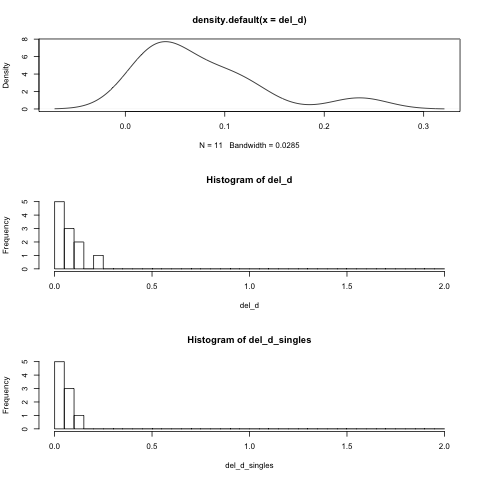 density.default(x = del_d)
Density
0 2 4 6 8
0.0 0.1 0.2 0.3
N = 11 Bandwidth = 0.0285
Histogram of del_d
Frequency
0 1 2 3 4 5
0.0 0.5 1.0 1.5 2.0
del_d
Histogram of del_d_singles
Frequency
0 1 2 3 4 5
0.0 0.5 1.0 1.5 2.0
del_d_singles